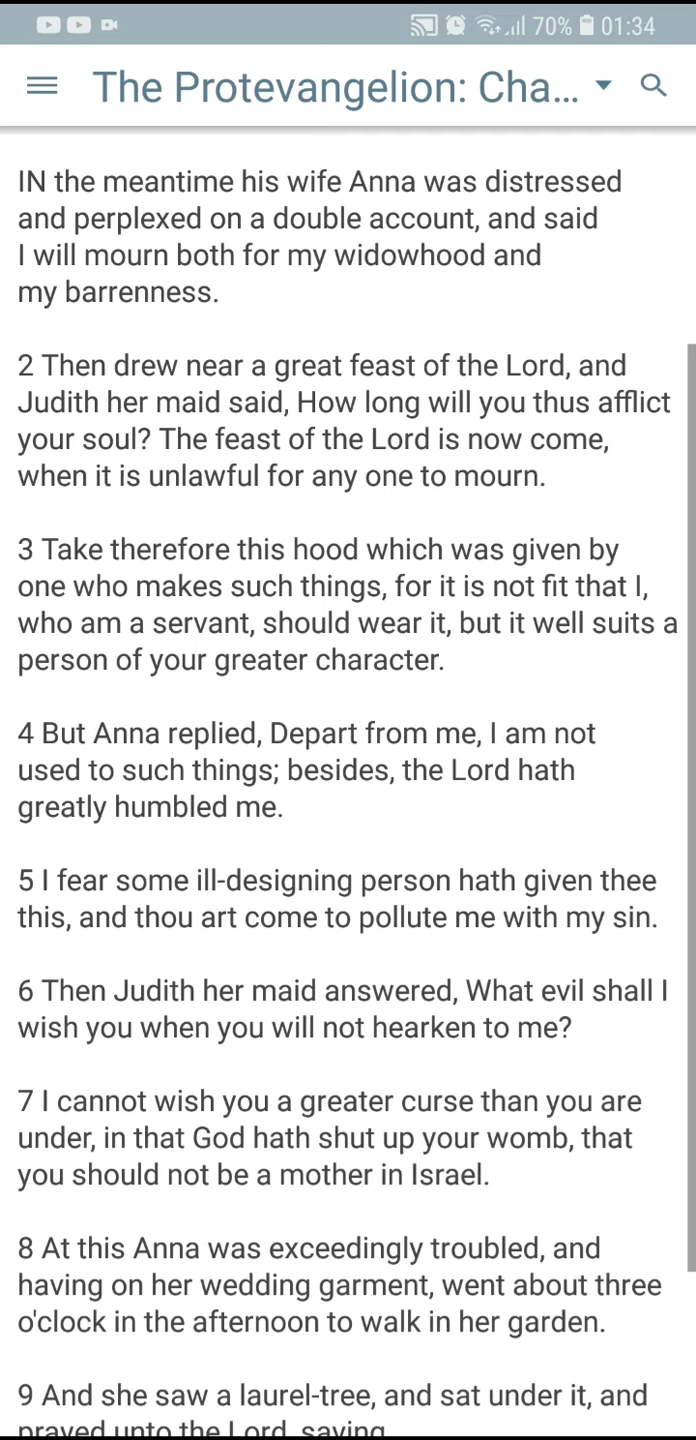 70% 01:34
The Protevangelion: Cha...
IN the meantime his wife Anna was distressed
and perplexed on a double account, and said
I will mourn both for my widowhood and
my barrenness.
2 Then drew near a great feast of the Lord, and
Judith her maid said, How long will you thus afflict
your soul? The feast of the Lord is now come,
when it is unlawful for any one to mourn.
3 Take therefore this hood which was given by
one who makes such things, for it is not fit that I,
who am a servant, should wear it, but it well suits a
person of your greater character.
4 But Anna replied, Depart from me, I am not
used to such things; besides, the Lord hath
greatly humbled me.
5 I fear some ill-designing person hath given thee
this, and thou art come to pollute me with my sin.
6 Then Judith her maid answered, What evil shall I
wish you when you will not hearken to me?
7 I cannot wish you a greater curse than you are
under, in that God hath shut up your womb, that
you should not be a mother in Israel.
8 At this Anna was exceedingly troubled, and
having on her wedding garment, went about three
o'clock in the afternoon to walk in her garden.
9 And she saw a laurel-tree, and sat under it, and
prayed unto the Lord, saying